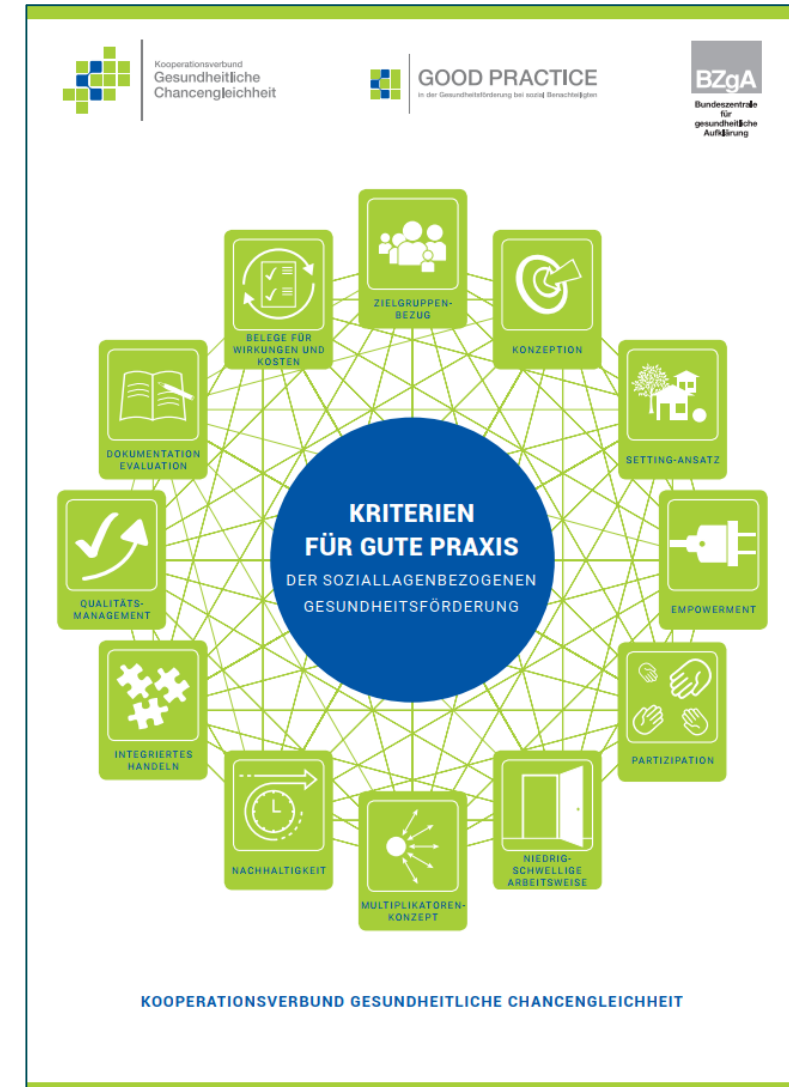 Kooperationsverbund
Gesundheitliche
Chancengleichheit
GOOD PRACTICE
in der Gesundheitsförderung bei sozial Benachteiligten
BZgA
Bundeszentrale
für
gesundheitliche
Aufklärung
ZIELGRUPPEN-
BEZUG
KONZEPTION
SETTING-ANSATZ
EMPOWERMENT
PARTIZIPATION
NIEDRIG-
SCHWELLIGE
ARBEITSWEISE
MULTIPLIKATOREN-
KONZEPT
NACHHALTIGKEIT
INTEGRIERTES
HANDELN
QUALITÄTS-
MANAGEMENT
DOKUMENTATION
EVALUATION
BELEGE FÜR
WIRKUNGEN UND
KOSTEN
KRITERIEN
FÜR GUTE PRAXIS
DER SOZIALLAGENBEZOGENEN
GESUNDHEITSFÖRDERUNG
KOOPERATIONSVERBUND GESUNDHEITLICHE CHANCENGLEICHHEIT